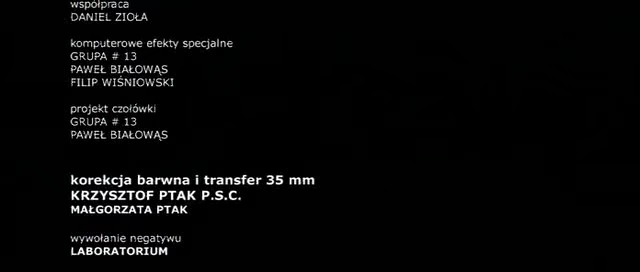 współpraca
DANIEL ZIOŁA
komputerowe efekty specjalne
GRUPA # 13
PAWEŁ BIAŁOWĄS
FILIP WIŚNIOWSKI
projekt czołówki
GRUPA # 13
PAWEŁ BIAŁOWĄS
korekcja barwna i transfer 35 mm
KRZYSZTOF PTAK P.S.C.
MAŁGORZATA PTAK
wywołanie negatywu
LABORATORIUM